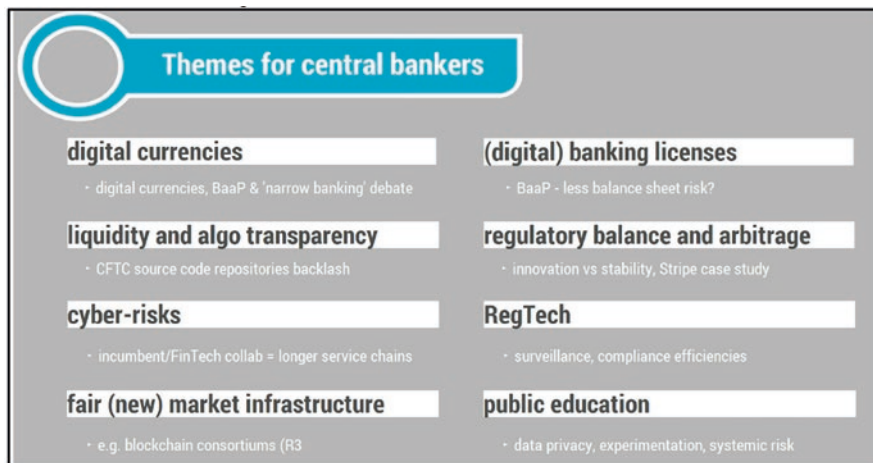 Themes for central bankers
digital currencies
· digital currencies, BaaP & 'narrow banking' debate
liquidity and algo transparency
· CFTC source code repositories backlash
cyber-risks
· incumbent/FinTech collab = longer service chains
fair (new) market infrastructure
· e.g. blockchain consortiums (R3
(digital) banking licenses
· BaaP - less balance sheet risk?
regulatory balance and arbitrage
· innovation vs stability, Stripe case study
RegTech
· surveillance, compliance efficiencies
public education
· data privacy, experimentation, systemic risk